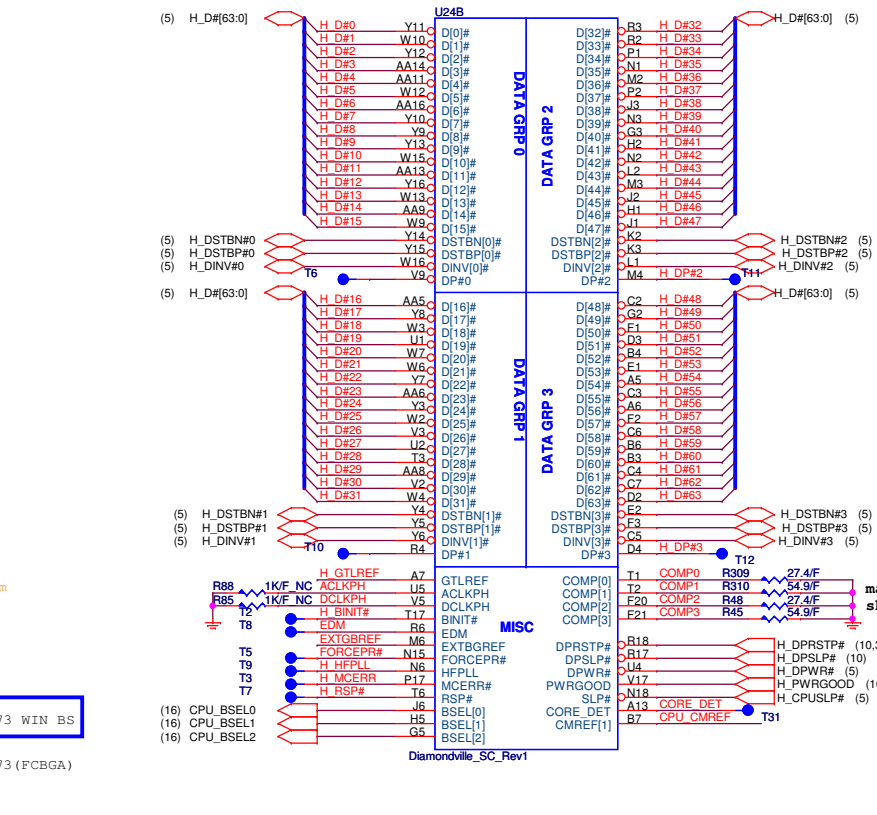 U24B
(5) H_D#[63:0] H_D#[63:0] (5)
H_D#0 Y11 D[0]# D[32]# R3 H_D#32
H_D#1 W10 D[1]# D[33]# R2 H_D#33
H_D#2 Y12 D[2]# D[34]# P1 H_D#34
H_D#3 AA14 D[3]# D[35]# N1 H_D#35
H_D#4 AA11 D[4]# D[36]# M2 H_D#36
H_D#5 W12 D[5]# D[37]# P2 H_D#37
H_D#6 AA16 D[6]# D[38]# J3 H_D#38
H_D#7 Y10 D[7]# D[39]# N3 H_D#39
H_D#8 Y9 D[8]# D[40]# G3 H_D#40
H_D#9 Y13 D[9]# D[41]# H2 H_D#41
H_D#10 W15 D[10]# D[42]# N2 H_D#42
H_D#11 AA13 D[11]# D[43]# L2 H_D#43
H_D#12 Y16 D[12]# D[44]# M3 H_D#44
H_D#13 W13 D[13]# D[45]# J2 H_D#45
H_D#14 AA9 D[14]# D[46]# H1 H_D#46
H_D#15 W9 D[15]# D[47]# J1 H_D#47
DATA GRP 0
DATA GRP 2
(5) H_DSTBN#0 Y14 DSTBN[0]# DSTBN[2]# K2 H_DSTBN#2 (5)
(5) H_DSTBP#0 Y15 DSTBP[0]# DSTBP[2]# K3 H_DSTBP#2 (5)
(5) H_DINV#0 W16 DINV[0]# DINV[2]# L1 H_DINV#2 (5)
T6 V9 DP#0 DP#2 M4 H_DP#2 T11
(5) H_D#[63:0] H_D#[63:0] (5)
H_D#16 AA5 D[16]# D[48]# C2 H_D#48
H_D#17 Y8 D[17]# D[49]# G2 H_D#49
H_D#18 W3 D[18]# D[50]# F1 H_D#50
H_D#19 U1 D[19]# D[51]# D3 H_D#51
H_D#20 W7 D[20]# D[52]# B4 H_D#52
H_D#21 W6 D[21]# D[53]# E1 H_D#53
H_D#22 Y7 D[22]# D[54]# A5 H_D#54
H_D#23 AA6 D[23]# D[55]# C3 H_D#55
H_D#24 Y3 D[24]# D[56]# A6 H_D#56
H_D#25 W2 D[25]# D[57]# F2 H_D#57
H_D#26 V3 D[26]# D[58]# C6 H_D#58
H_D#27 U2 D[27]# D[59]# B6 H_D#59
H_D#28 T3 D[28]# D[60]# B3 H_D#60
H_D#29 AA8 D[29]# D[61]# C4 H_D#61
H_D#30 V2 D[30]# D[62]# C7 H_D#62
H_D#31 W4 D[31]# D[63]# D2 H_D#63
DATA GRP 1
DATA GRP 3
(5) H_DSTBN#1 Y4 DSTBN[1]# DSTBN[3]# E2 H_DSTBN#3 (5)
(5) H_DSTBP#1 Y5 DSTBP[1]# DSTBP[3]# F3 H_DSTBP#3 (5)
(5) H_DINV#1 Y6 DINV[1]# DINV[3]# C5 H_DINV#3 (5)
T10 R4 DP#1 DP#3 D4 H_DP#3 T12
H_GTLREF A7 GTLREF COMP[0] T1 COMP0 R309 27.4/F
R88 1K/F_NC ACLKPH U5 ACLKPH COMP[1] T2 COMP1 R310 54.9/F
R85 1K/F_NC DCLKPH V5 DCLKPH COMP[2] F20 COMP2 R48 27.4/F
T2 H_BINIT# T17 BINIT# COMP[3] F21 COMP3 R45 54.9/F
T8 EDM R6 EDM
MISC
EXTGBREF M6 EXTBGREF DPRSTP# R18 H_DPRSTP#
T5 FORCEPR# N15 FORCEPR# DPSLP# R17 H_DPSLP# (10)
T9 H_HFPLL N6 HFPLL DPWR# U4 H_DPWR# (5)
T3 H_MCERR P17 MCERR# PWRGOOD V17 H_PWRGOOD
T7 H_RSP# T6 RSP# SLP# N18 H_CPUSLP# (5)
(16) CPU_BSEL0 J6 BSEL[0] CORE_DET A13 CORE_DET T31
(16) CPU_BSEL1 H5 BSEL[1] CMREF[1] B7 CPU_CMREF
(16) CPU_BSEL2 G5 BSEL[2]
Diamondville_SC_Rev1
73 WIN BS
73(FCBGA)